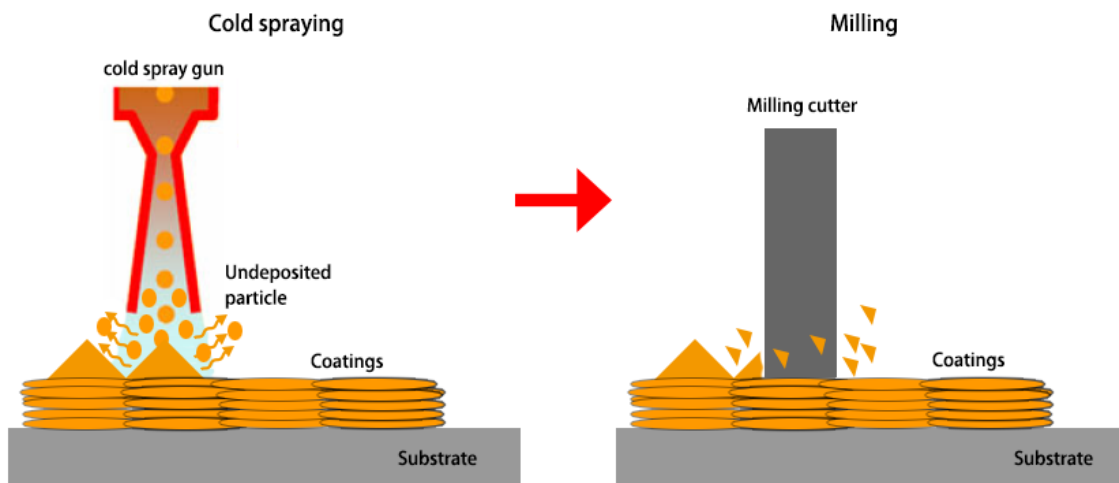 Cold spraying
Milling
cold spray gun
Milling cutter
Undeposited
particle
Coatings
Coatings
Substrate
Substrate